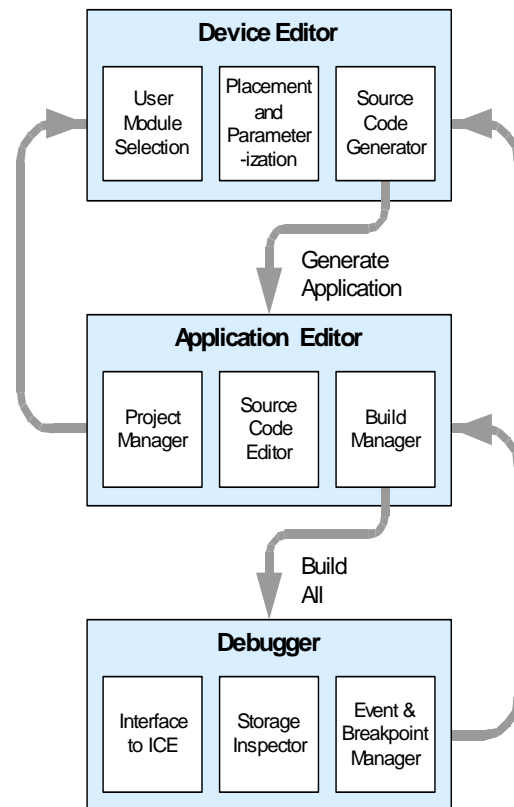 Device Editor
User
Module
Selection
Placement
and
Parameter
-ization
Source
Code
Generator
Generate
Application
Application Editor
Project
Manager
Source
Code
Editor
Build
Manager
Build
All
Debugger
Interface
to ICE
Storage
Inspector
Event &
Breakpoint
Manager